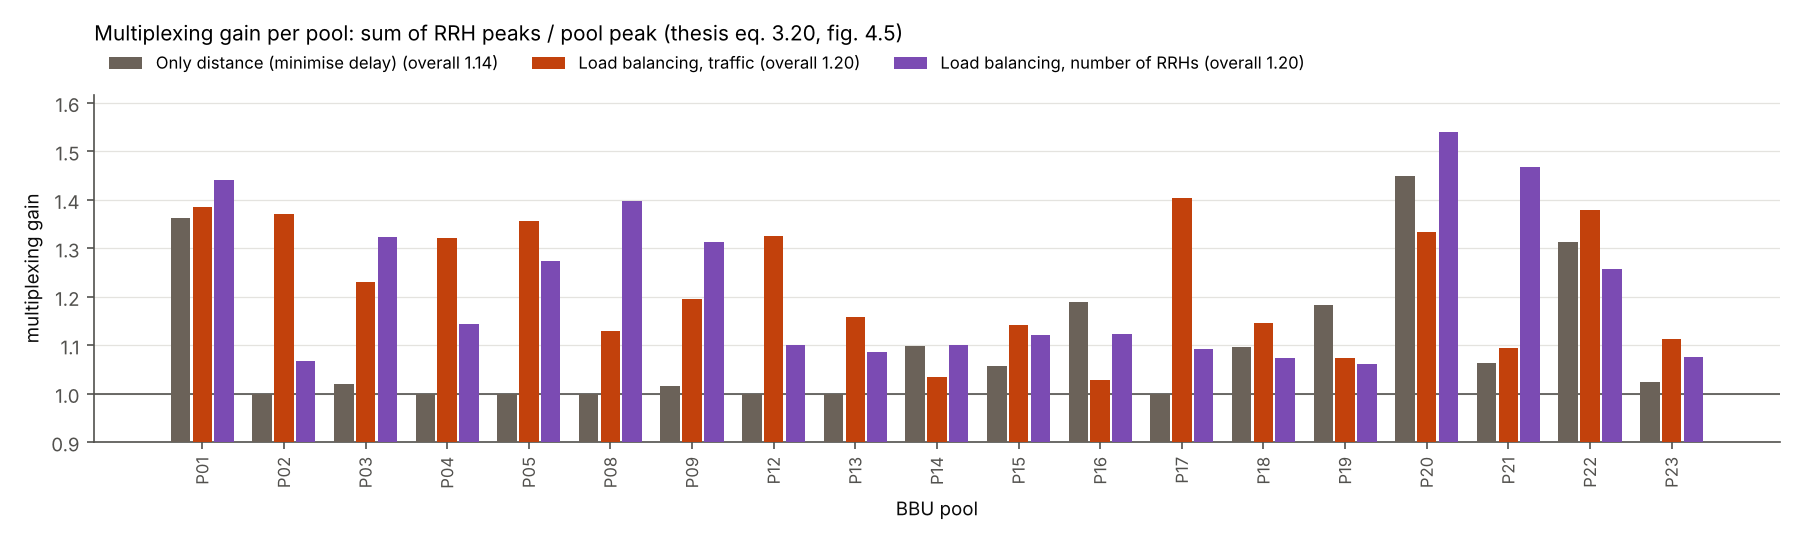 Multiplexing gain per pool: sum of RRH peaks / pool peak (thesis eq. 3.20, fig. 4.5)
Only distance (minimise delay) (overall 1.14) Load balancing, traffic (overall 1.20) Load balancing, number of RRHs (overall 1.20)
multiplexing gain
1.6
1.5
1.4
1.3
1.2
1.1
1.0
0.9
P01 P02 P03 P04 P05 P08 P09 P12 P13 P14 P15 P16 P17 P18 P19 P20 P21 P22 P23
BBU pool